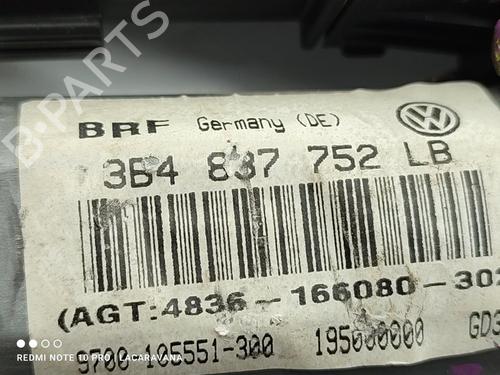 B-PARTS
BRF Germany (DE)
3B4 837 752 LB
(AGT:4836-166080-302
9700-105551-300 195000000 GD3
REDMI NOTE 10 PRO | LACARAVANA